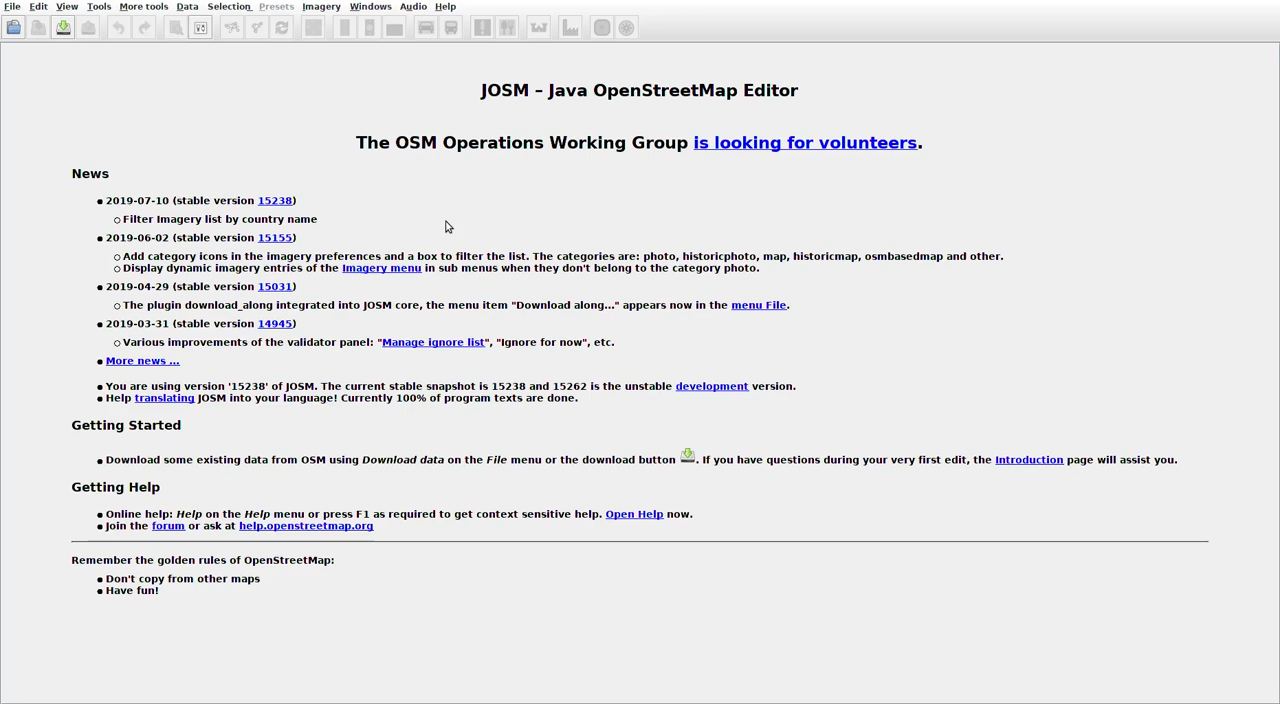 File Edit View Tools More tools Data Selection Presets Imagery Windows Audio Help
JOSM – Java OpenStreetMap Editor
The OSM Operations Working Group is looking for volunteers.
News
2019-07-10 (stable version 15238)
Filter Imagery list by country name
2019-06-02 (stable version 15155)
Add category icons in the imagery preferences and a box to filter the list. The categories are: photo, historicphoto, map, historicmap, osmbasedmap and other.
Display dynamic imagery entries of the Imagery menu in sub menus when they don't belong to the category photo.
2019-04-29 (stable version 15031)
The plugin download_along integrated into JOSM core, the menu item "Download along..." appears now in the menu File.
2019-03-31 (stable version 14945)
Various improvements of the validator panel: "Manage ignore list", "Ignore for now", etc.
More news ...
You are using version '15238' of JOSM. The current stable snapshot is 15238 and 15262 is the unstable development version.
Help translating JOSM into your language! Currently 100% of program texts are done.
Getting Started
Download some existing data from OSM using Download data on the File menu or the download button . If you have questions during your very first edit, the Introduction page will assist you.
Getting Help
Online help: Help on the Help menu or press F1 as required to get context sensitive help. Open Help now.
Join the forum or ask at help.openstreetmap.org
Remember the golden rules of OpenStreetMap:
Don't copy from other maps
Have fun!